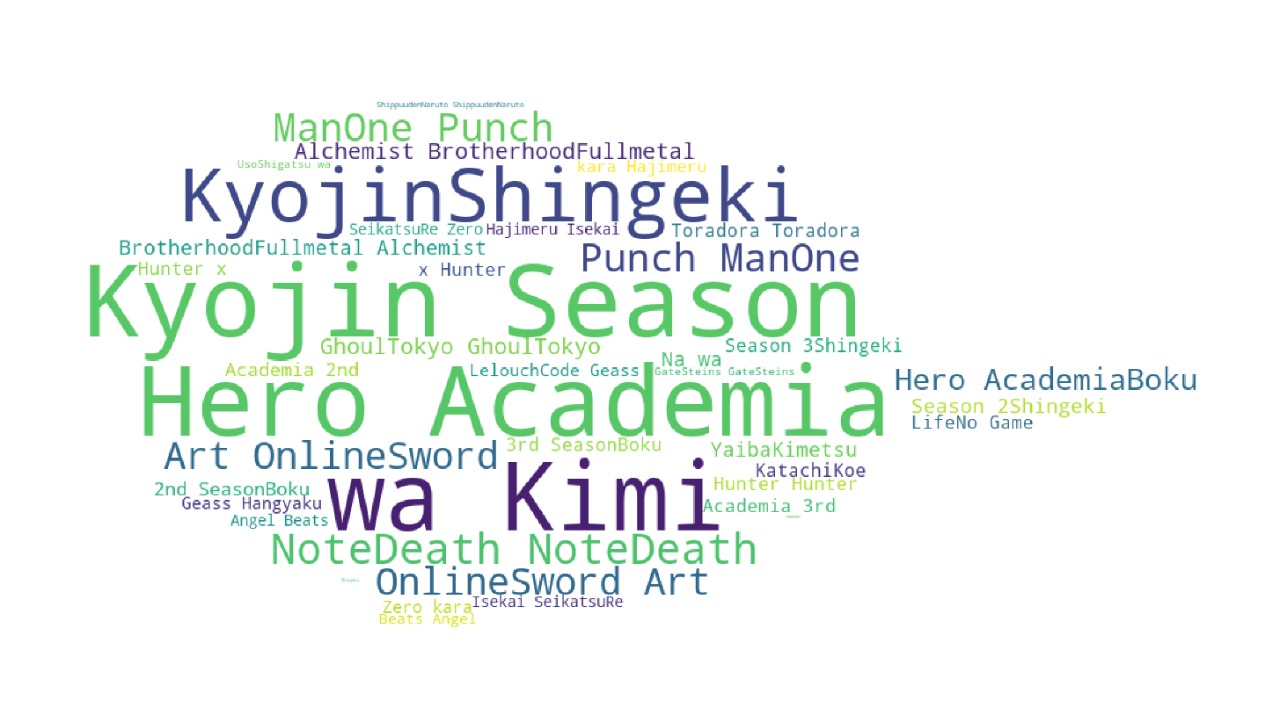 ShippuudenNaruto ShippuudenNaruto
ManOne Punch
Alchemist BrotherhoodFullmetal
UsoShigatsu wa
kara Hajimeru
KyojinShingeki
SeikatsuRe Zero
Hajimeru Isekai
Toradora Toradora
BrotherhoodFullmetal Alchemist
Punch ManOne
Hunter x
x Hunter
Kyojin Season
GhoulTokyo GhoulTokyo
Season 3Shingeki
Na wa
Academia 2nd
LelouchCode Geass
GateSteins GateSteins
Hero Academia
Hero AcademiaBoku
Season 2Shingeki
LifeNo Game
Art OnlineSword
3rd SeasonBoku
YaibaKimetsu
KatachiKoe
2nd SeasonBoku
wa Kimi
Hunter Hunter
Geass Hangyaku
Academia 3rd
Angel Beats
NoteDeath NoteDeath
OnlineSword Art
Zero kara
Isekai SeikatsuRe
Beats Angel